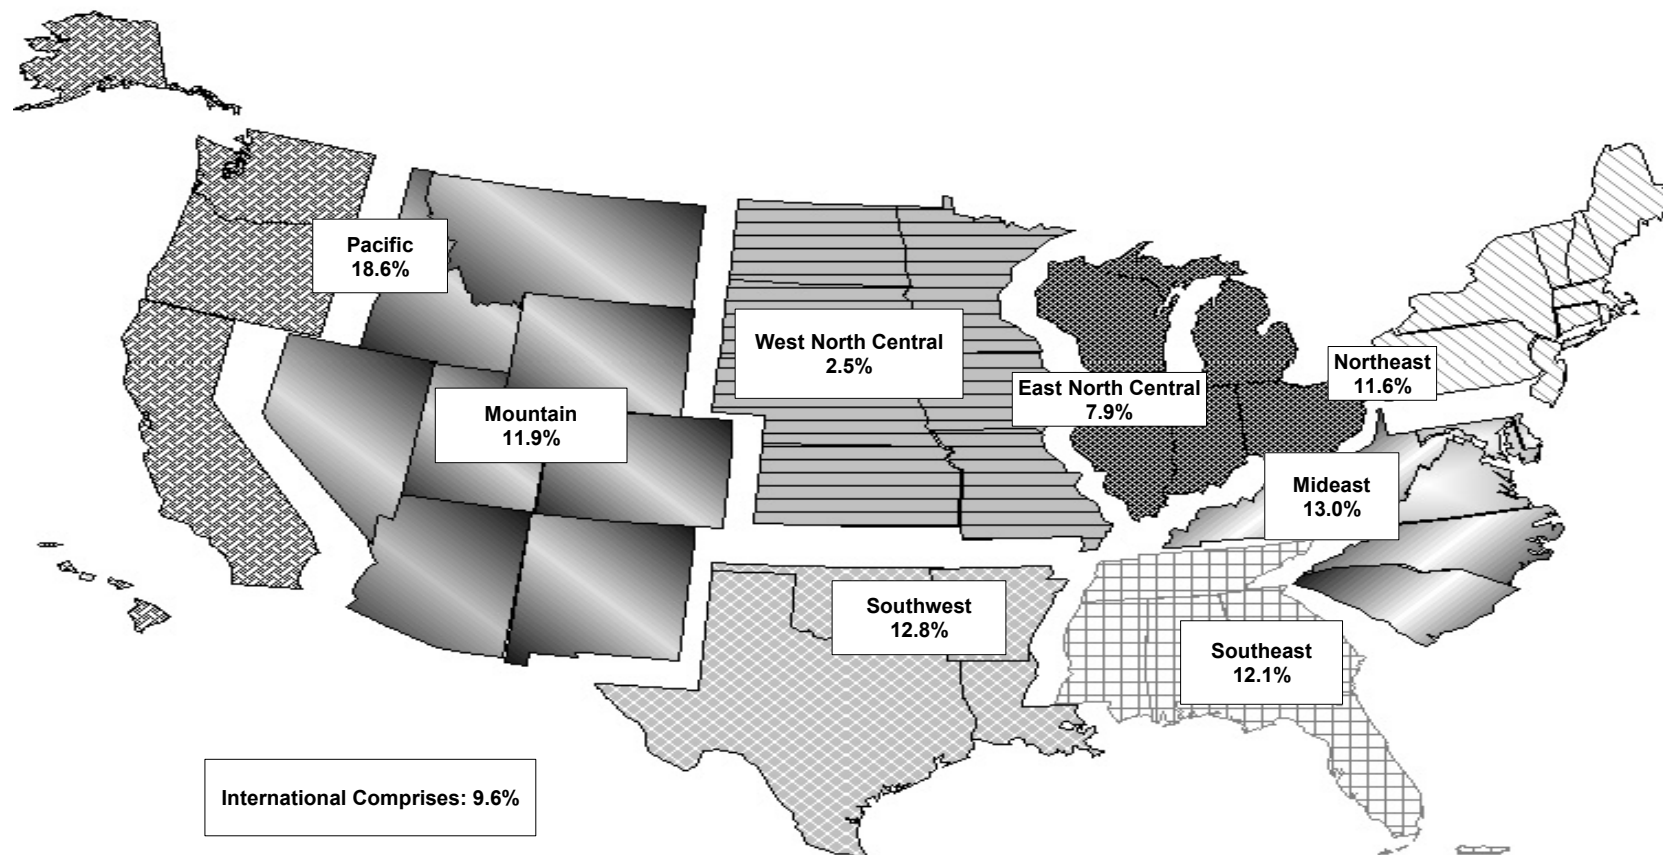 Pacific
18.6%
West North Central
2.5%
East North Central
7.9%
Northeast
11.6%
Mountain
11.9%
Mideast
13.0%
Southwest
12.8%
Southeast
12.1%
International Comprises: 9.6%